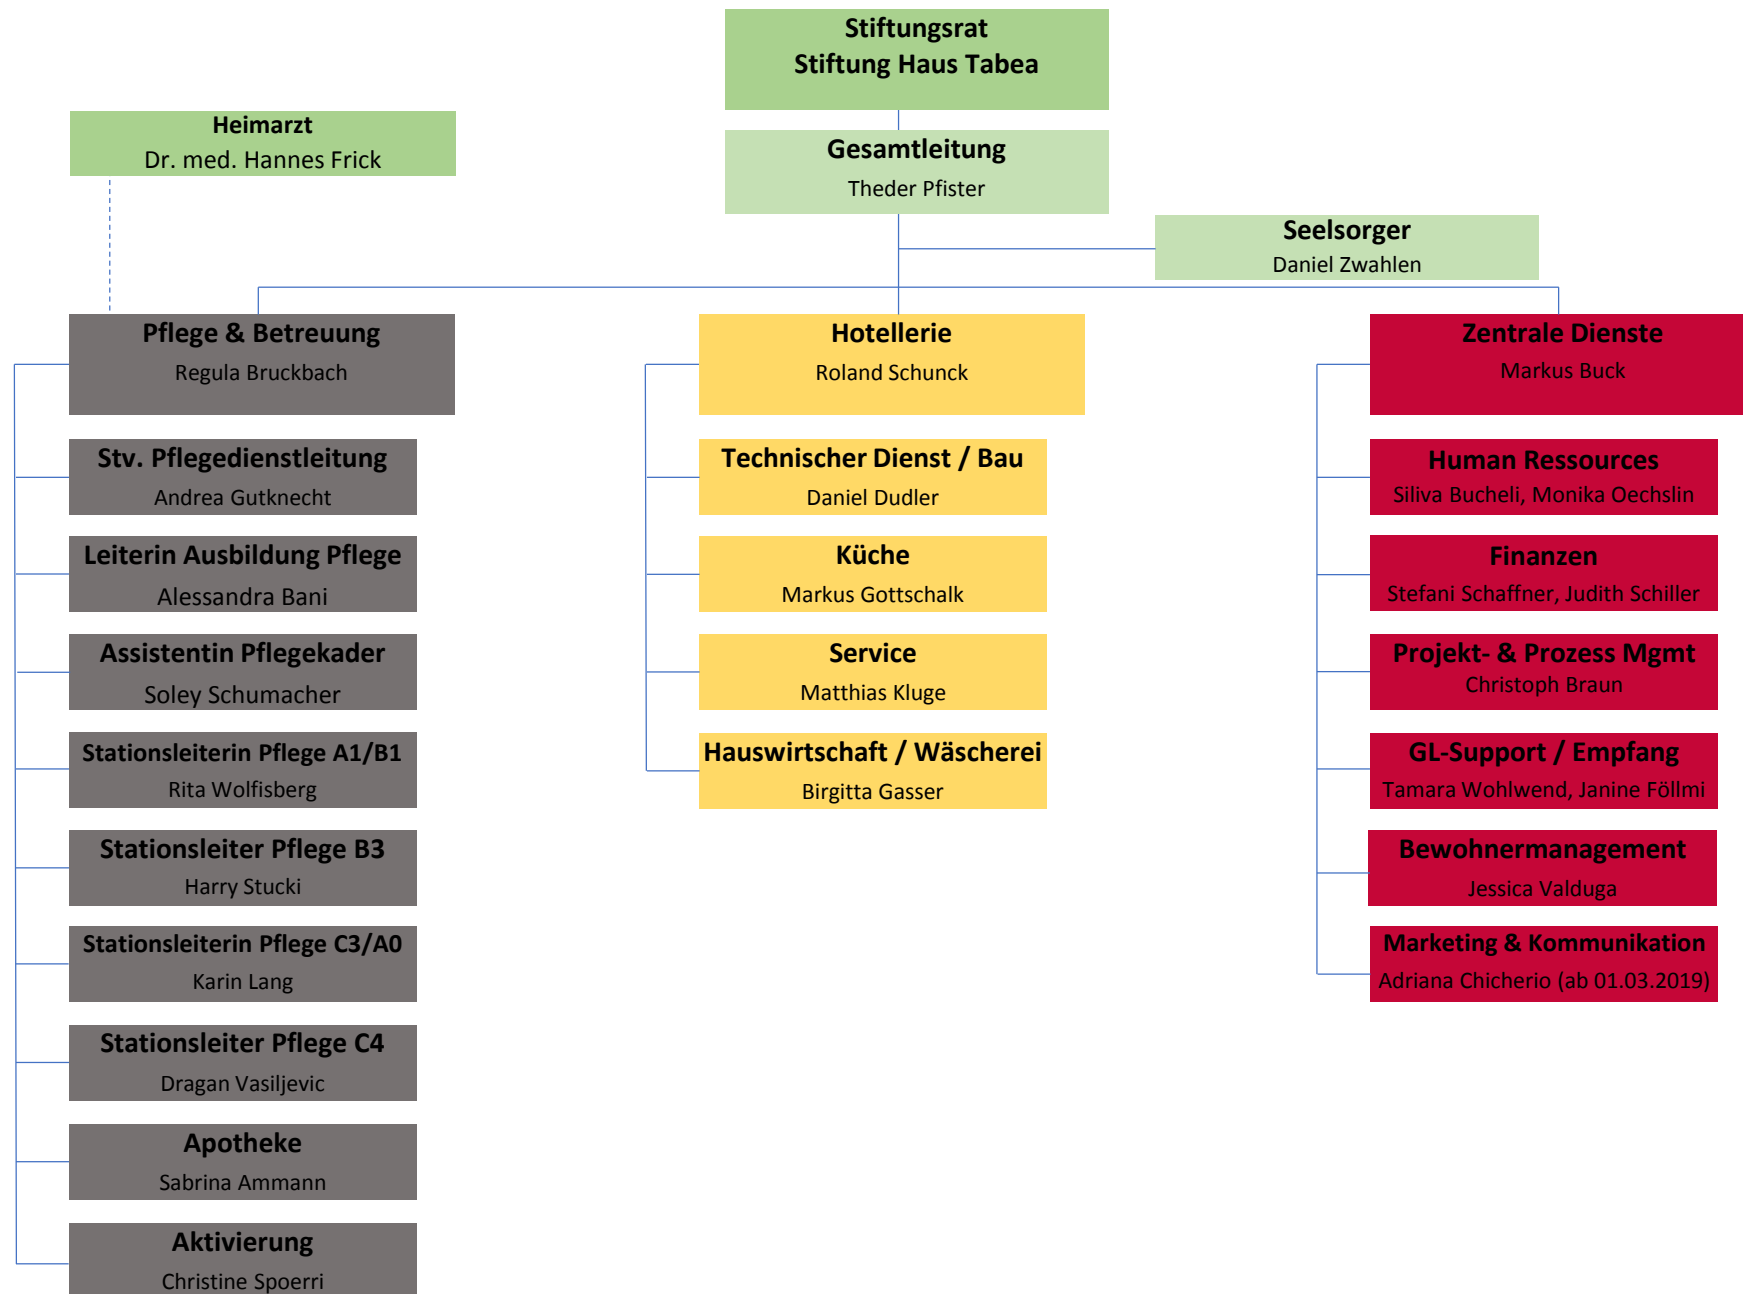 Stiftungsrat
Stiftung Haus Tabea
Heimarzt
Dr. med. Hannes Frick
Gesamtleitung
Theder Pfister
Seelsorger
Daniel Zwahlen
Pflege & Betreuung
Regula Bruckbach
Stv. Pflegedienstleitung
Andrea Gutknecht
Leiterin Ausbildung Pflege
Alessandra Bani
Assistentin Pflegekader
Soley Schumacher
Stationsleiterin Pflege A1/B1
Rita Wolfisberg
Stationsleiter Pflege B3
Harry Stucki
Stationsleiterin Pflege C3/A0
Karin Lang
Stationsleiter Pflege C4
Dragan Vasiljevic
Apotheke
Sabrina Ammann
Aktivierung
Christine Spoerri
Hotellerie
Roland Schunck
Technischer Dienst / Bau
Daniel Dudler
Küche
Markus Gottschalk
Service
Matthias Kluge
Hauswirtschaft / Wäscherei
Birgitta Gasser
Zentrale Dienste
Markus Buck
Human Ressources
Siliva Bucheli, Monika Oechslin
Finanzen
Stefani Schaffner, Judith Schiller
Projekt- & Prozess Mgmt
Christoph Braun
GL-Support / Empfang
Tamara Wohlwend, Janine Föllmi
Bewohnermanagement
Jessica Valduga
Marketing & Kommunikation
Adriana Chicherio (ab 01.03.2019)